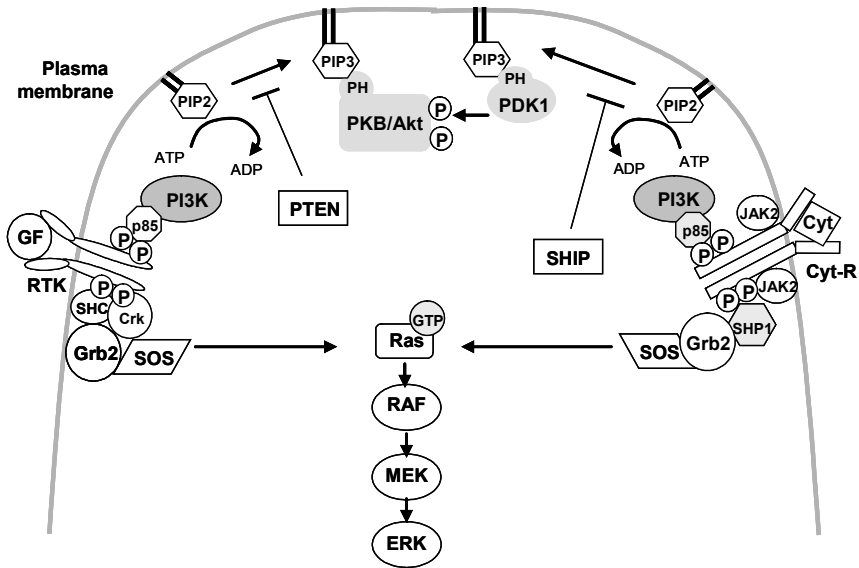 PIP3
PIP3
Plasma
membrane
PH
PH
PIP2
PIP2
PKB/Akt
P
P
PDK1
ATP
ADP
ADP
ATP
PI3K
PTEN
PI3K
JAK2
Cyt
GF
p85
P
P
p85
P
P
SHIP
Cyt-R
RTK
P
P
P
P
JAK2
SHC
Crk
GTP
SHP1
Grb2
SOS
Ras
SOS
Grb2
RAF
MEK
ERK